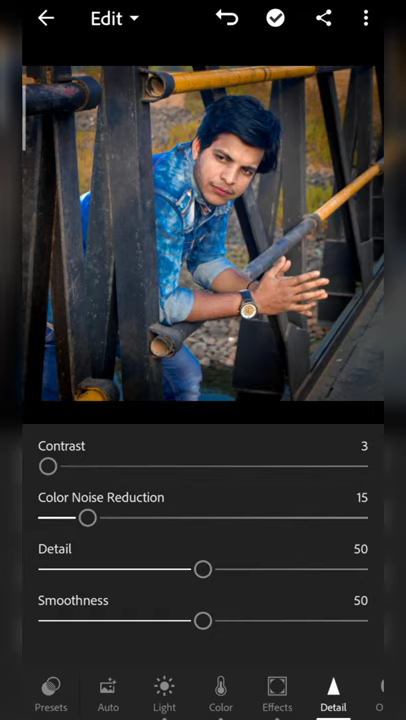 Edit
Contrast 3
Color Noise Reduction 15
Detail 50
Smoothness 50
Presets Auto Light Color Effects Detail O